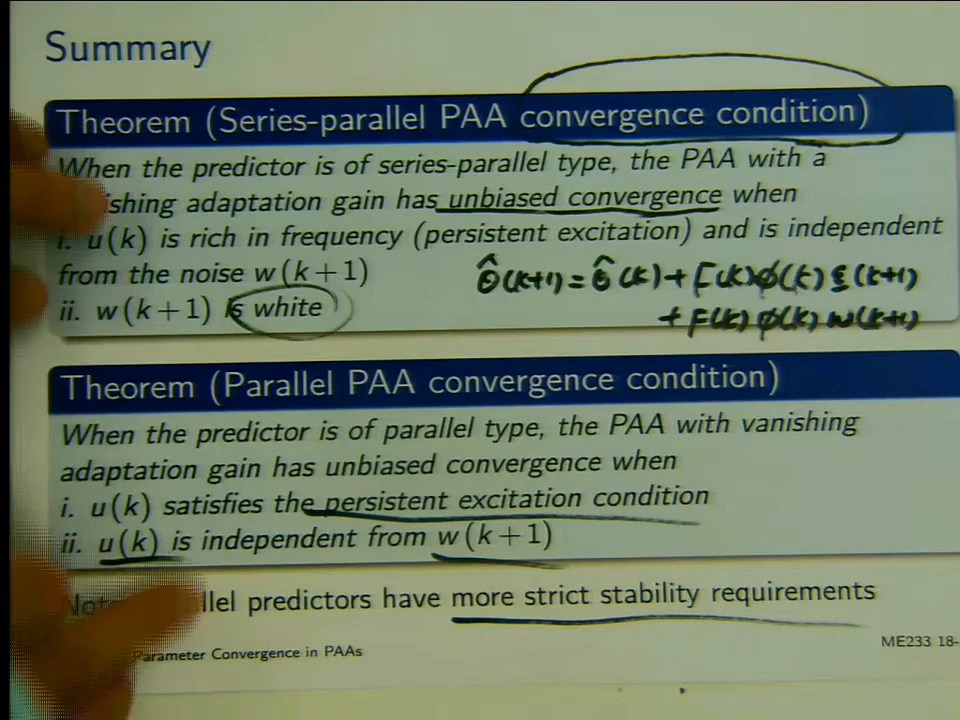 Summary
Theorem (Series-parallel PAA convergence condition)
When the predictor is of series-parallel type, the PAA with a
ishing adaptation gain has unbiased convergence when
i. u(k) is rich in frequency (persistent excitation) and is independent
from the noise w(k+1)
θ̂(k+1) = θ̂(k) + F(k)ϕ(k) ε(k+1)
ii. w(k+1) is white
+ F(k) ϕ(k) w(k+1)
Theorem (Parallel PAA convergence condition)
When the predictor is of parallel type, the PAA with vanishing
adaptation gain has unbiased convergence when
i. u(k) satisfies the persistent excitation condition
ii. u(k) is independent from w(k+1)
llel predictors have more strict stability requirements
Parameter Convergence in PAAs
ME233 18-